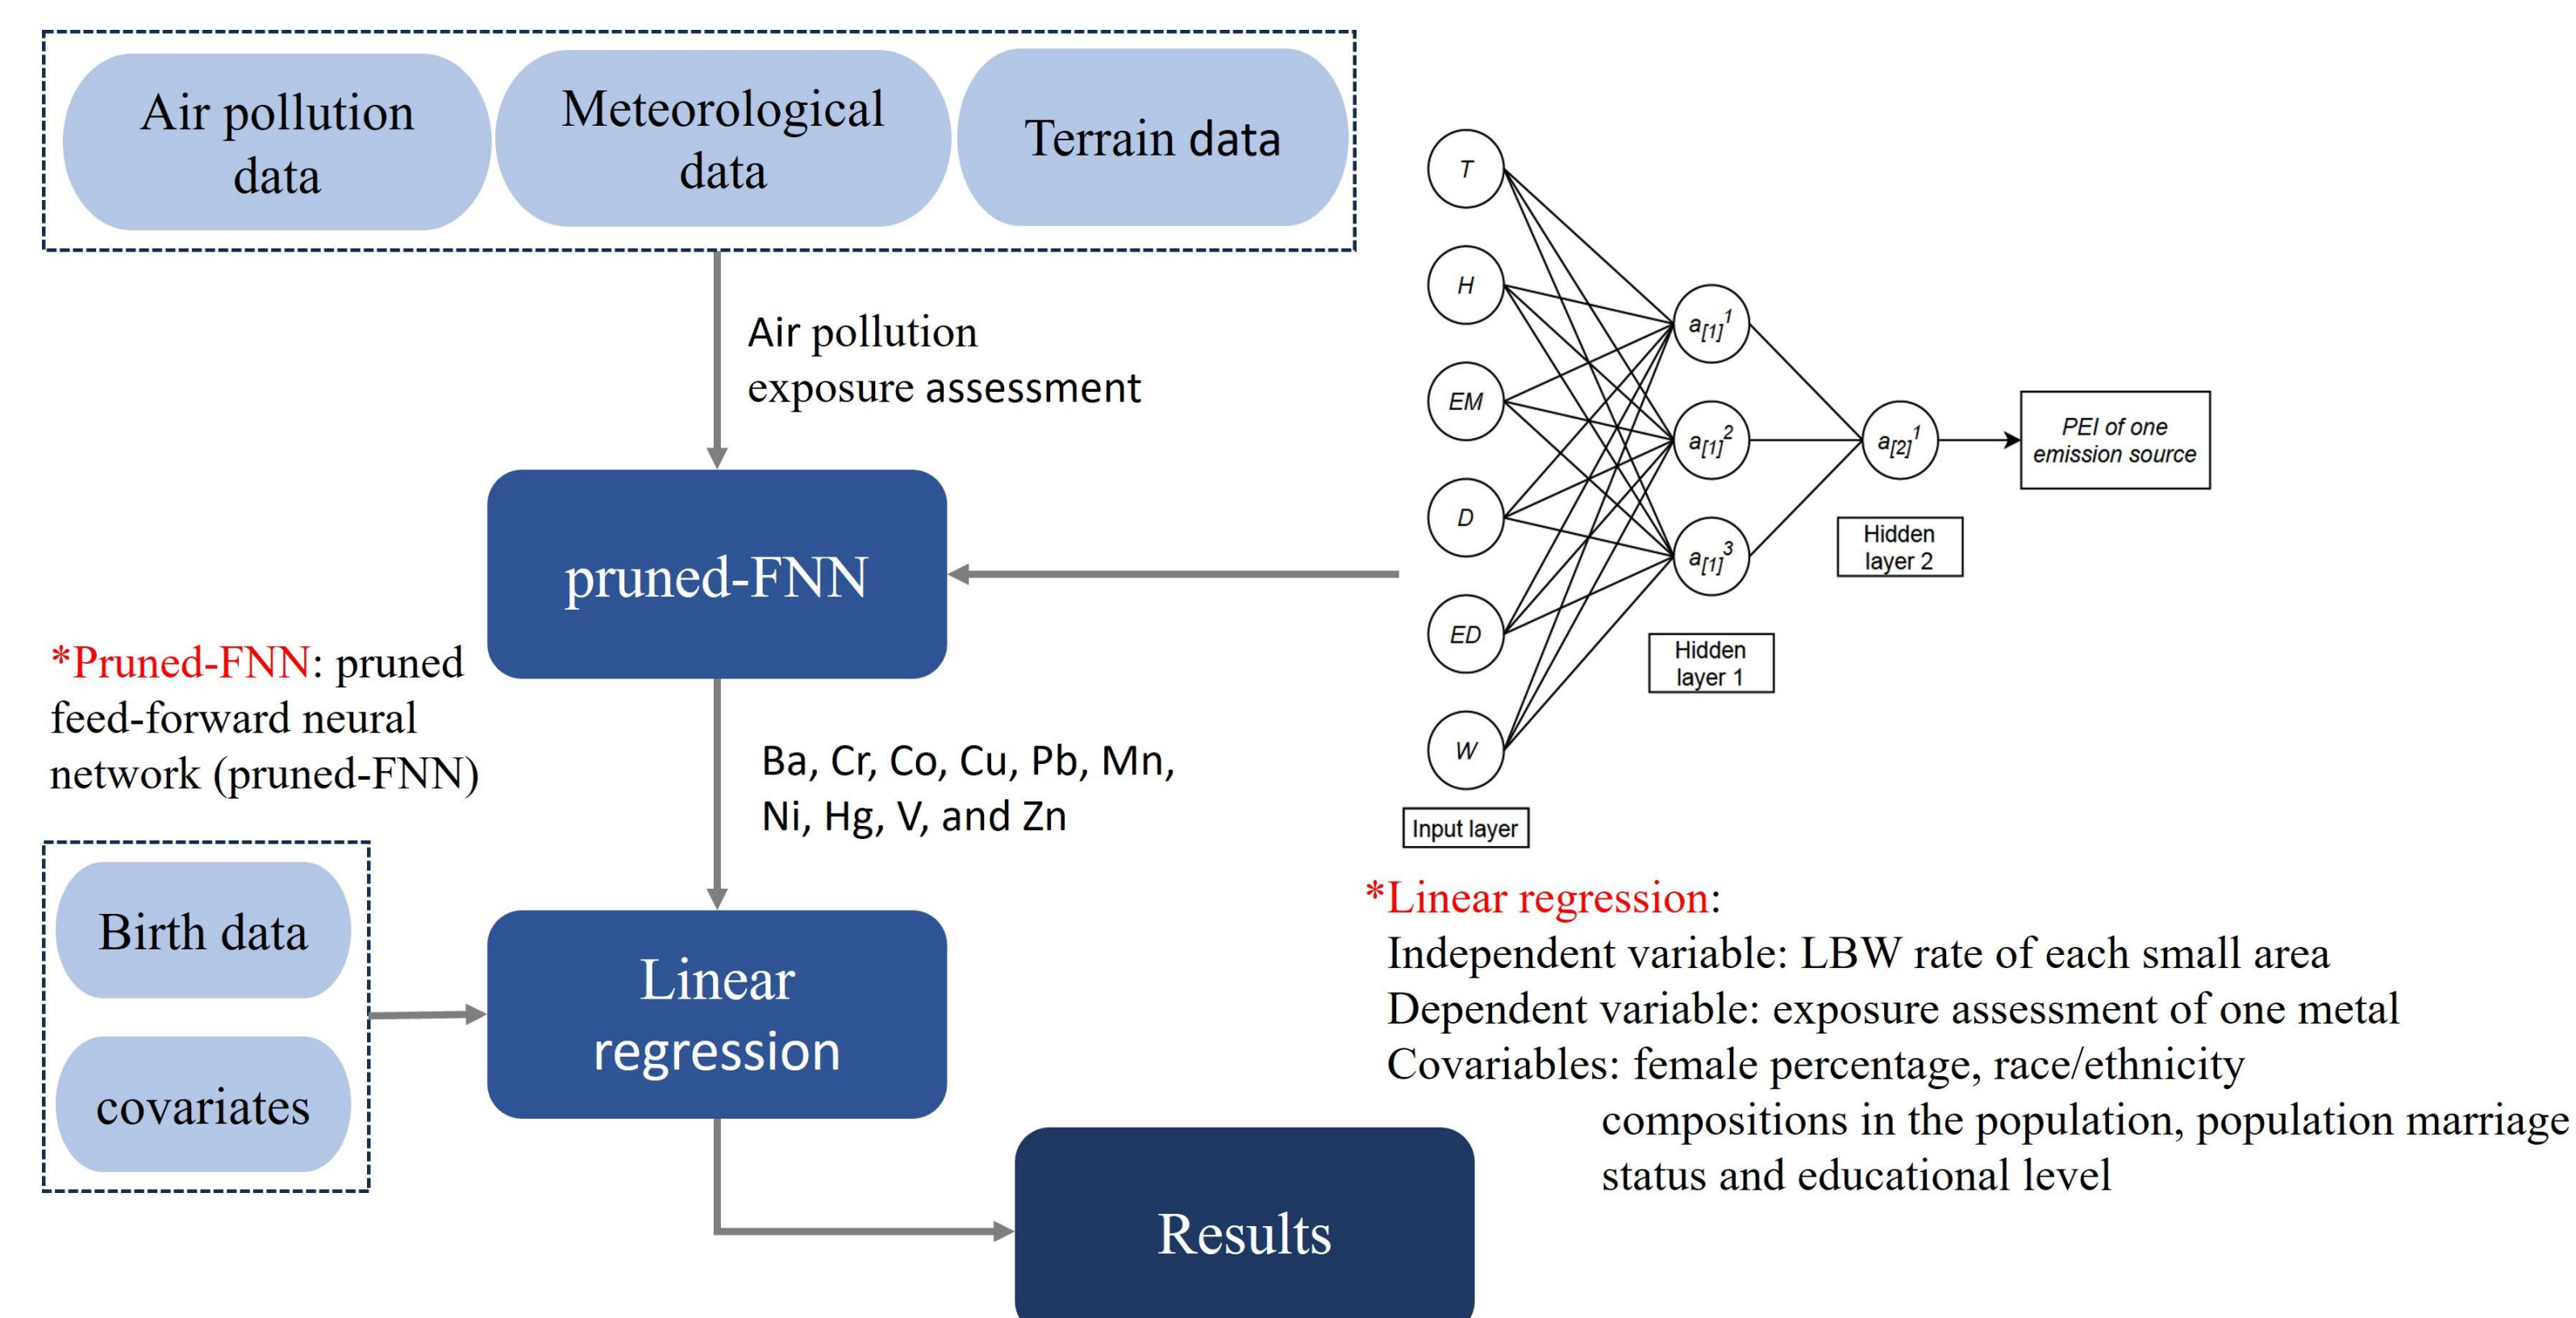 Air pollution
data
Meteorological
data
Terrain data
Air pollution
exposure assessment
pruned-FNN
*Pruned-FNN: pruned
feed-forward neural
network (pruned-FNN)
Ba, Cr, Co, Cu, Pb, Mn,
Ni, Hg, V, and Zn
Birth data
covariates
Linear
regression
Results
T
H
EM
D
ED
W
Input layer
a[1]1
a[1]2
a[1]3
Hidden
layer 1
a[2]1
Hidden
layer 2
PEI of one
emission source
*Linear regression:
Independent variable: LBW rate of each small area
Dependent variable: exposure assessment of one metal
Covariables: female percentage, race/ethnicity
compositions in the population, population marriage
status and educational level